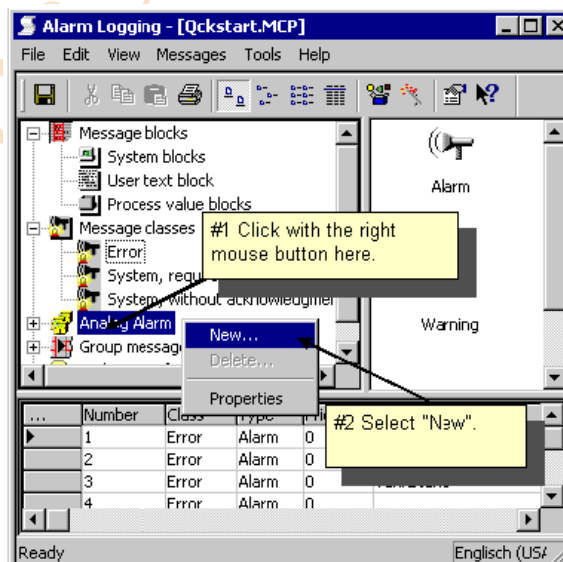 Alarm Logging - [Qckstart.MCP]
File Edit View Messages Tools Help
Message blocks
System blocks
User text block
Process value blocks
Message classes
Error
System, requ
System, without acknowledgmer
Analog Alarm
Group messag
Alarm
Warning
#1 Click with the right
mouse button here.
New...
Delete...
Properties
#2 Select "New".
... Number Class Type
1 Error Alarm 0
2 Error Alarm 0
3 Error Alarm 0
4 Error Alarm 0
Ready Englisch (USA